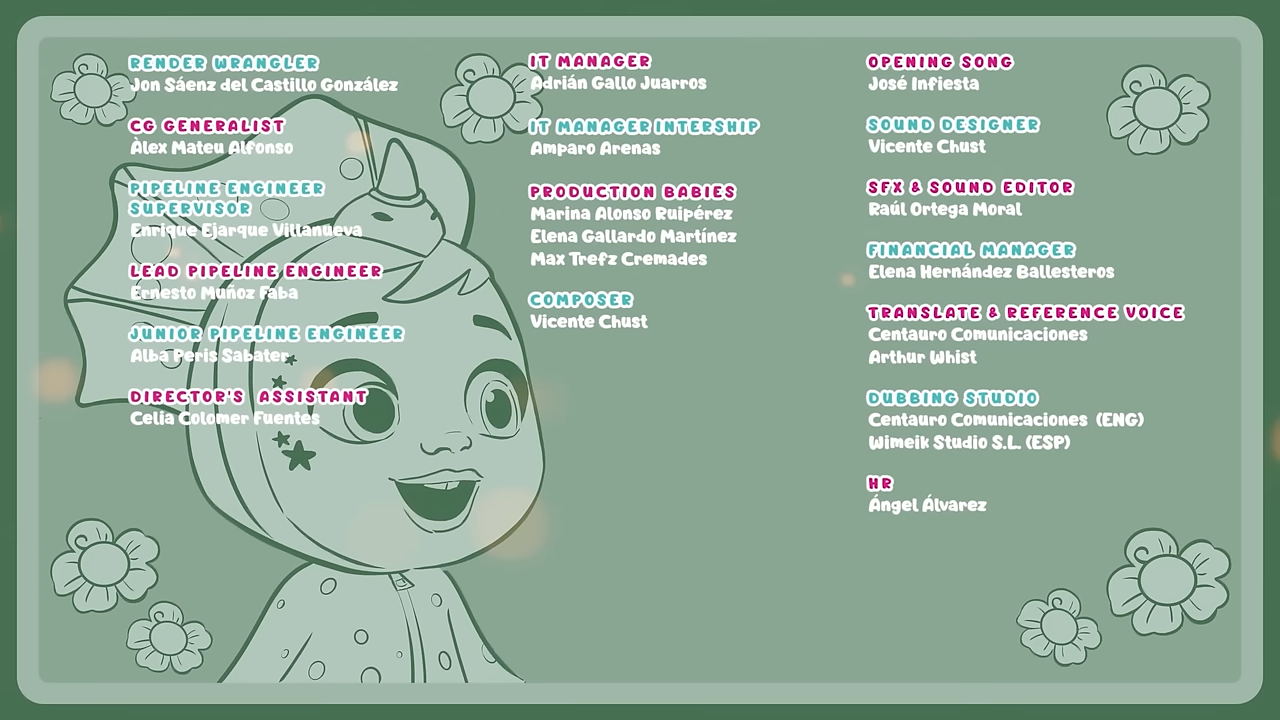 RENDER WRANGLER
Jon Sáenz del Castillo González
CG GENERALIST
Àlex Mateu Alfonso
PIPELINE ENGINEER
SUPERVISOR
Enrique Ejarque Villanueva
LEAD PIPELINE ENGINEER
Ernesto Muñoz Faba
JUNIOR PIPELINE ENGINEER
Alba Peris Sabater
DIRECTOR'S ASSISTANT
Celia Colomer Fuentes
IT MANAGER
Adrián Gallo Juarros
IT MANAGER INTERSHIP
Amparo Arenas
PRODUCTION BABIES
Marina Alonso Ruipérez
Elena Gallardo Martínez
Max Trefz Cremades
COMPOSER
Vicente Chust
OPENING SONG
José Infiesta
SOUND DESIGNER
Vicente Chust
SFX & SOUND EDITOR
Raúl Ortega Moral
FINANCIAL MANAGER
Elena Hernández Ballesteros
TRANSLATE & REFERENCE VOICE
Centauro Comunicaciones
Arthur Whist
DUBBING STUDIO
Centauro Comunicaciones (ENG)
Wimeik Studio S.L. (ESP)
HR
Ángel Álvarez